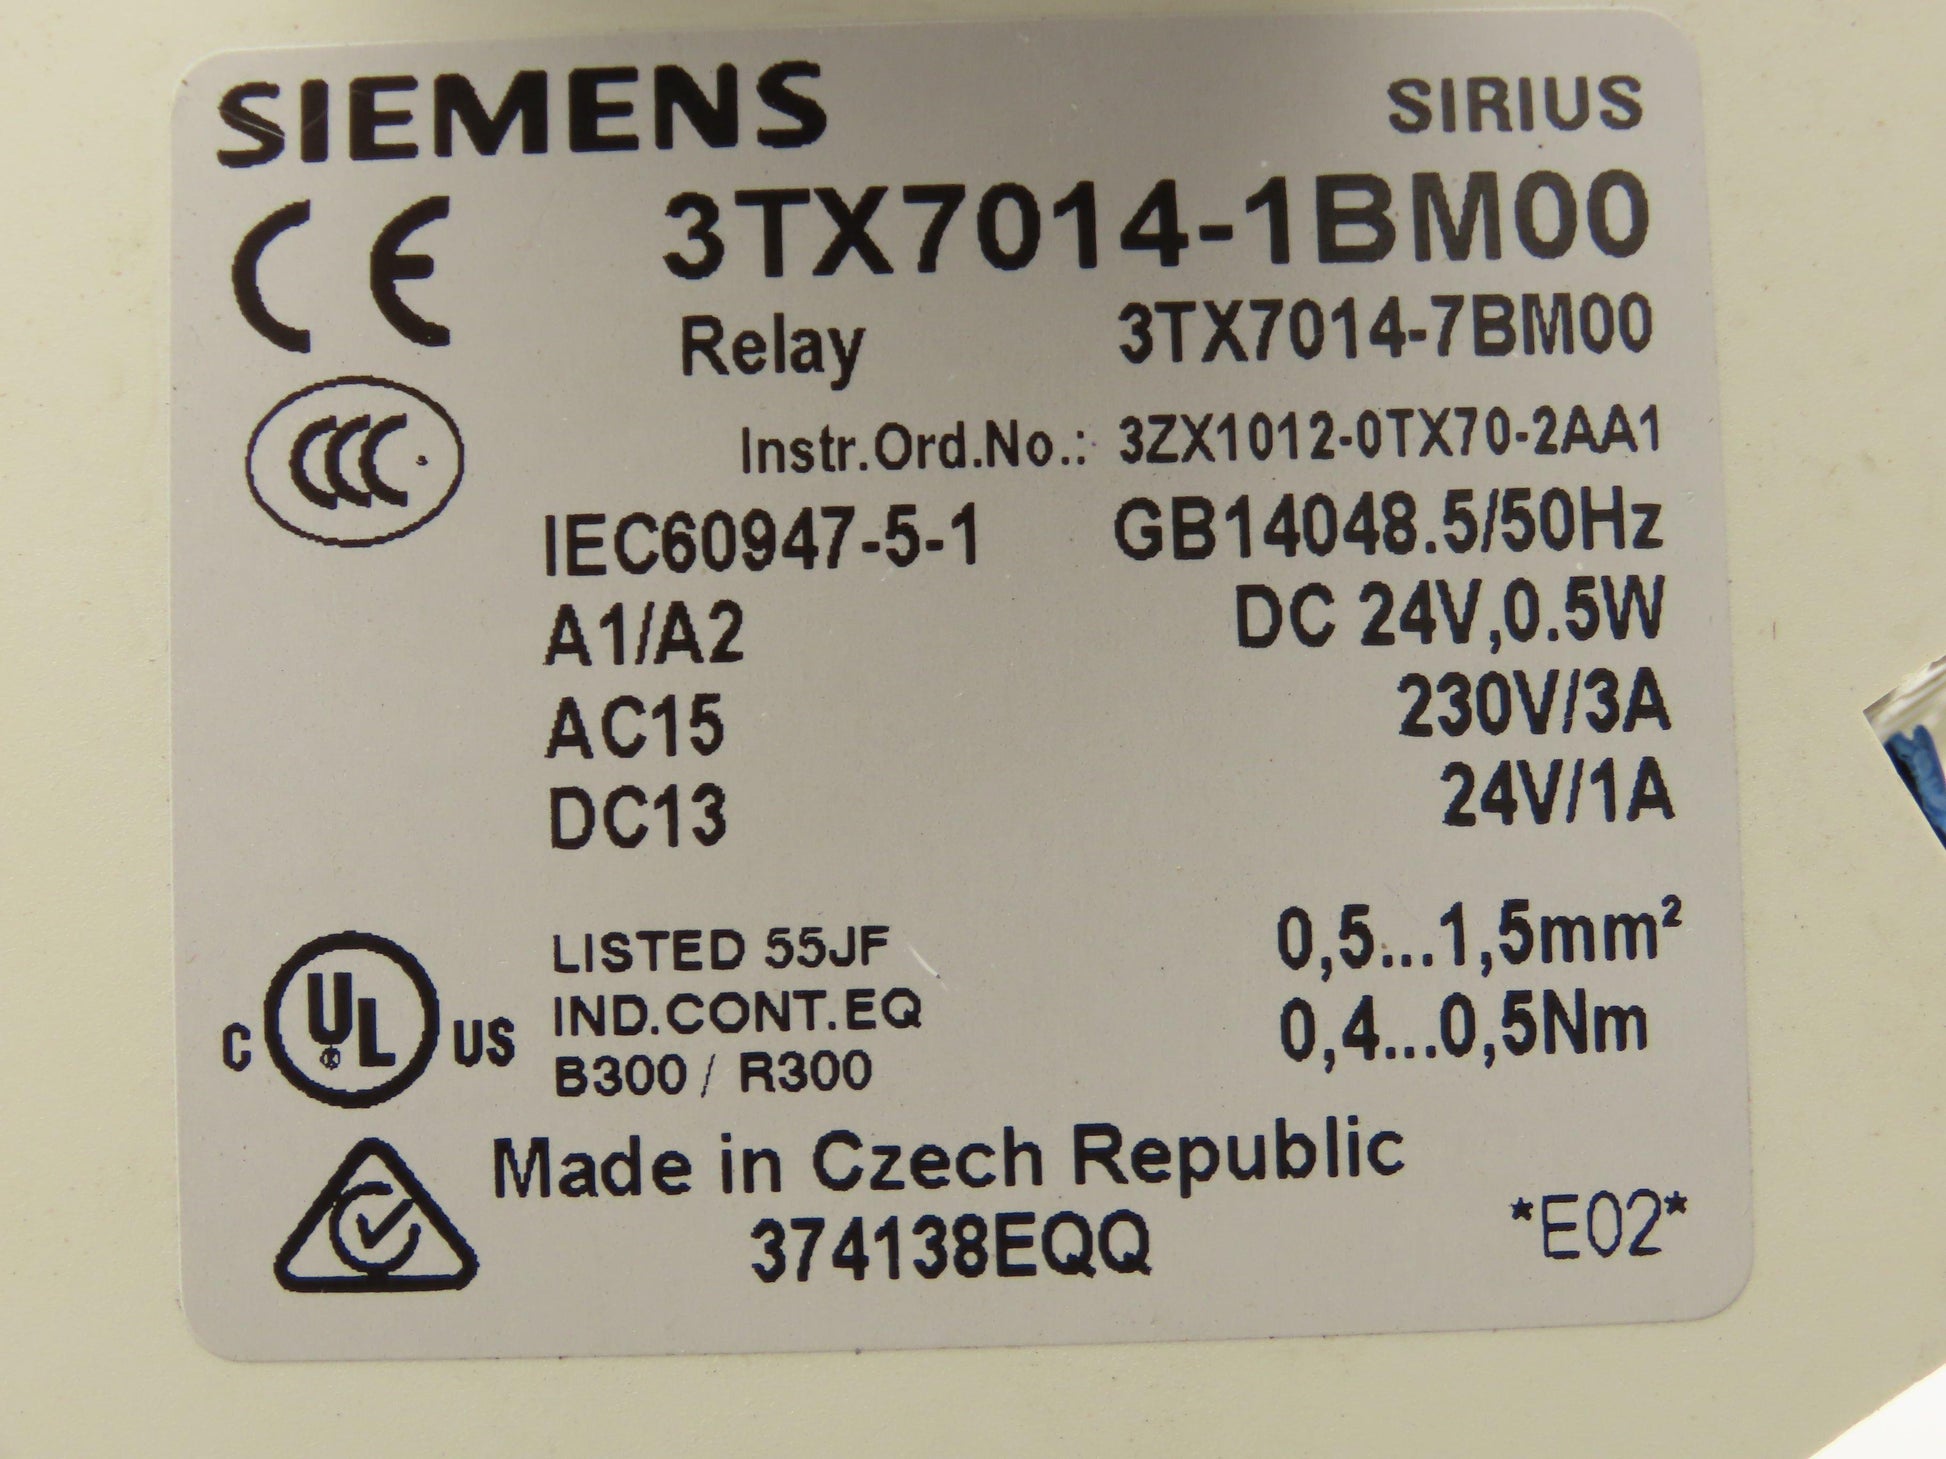 SIEMENS SIRIUS
CE 3TX7014-1BM00
Relay 3TX7014-7BM00
CCC Instr.Ord.No.: 3ZX1012-0TX70-2AA1
IEC60947-5-1 GB14048.5/50Hz
A1/A2 DC 24V,0.5W
AC15 230V/3A
DC13 24V/1A
LISTED 55JF 0,5...1,5mm²
C UL® US IND.CONT.EQ 0,4...0,5Nm
B300 / R300
Made in Czech Republic
374138EQQ *E02*